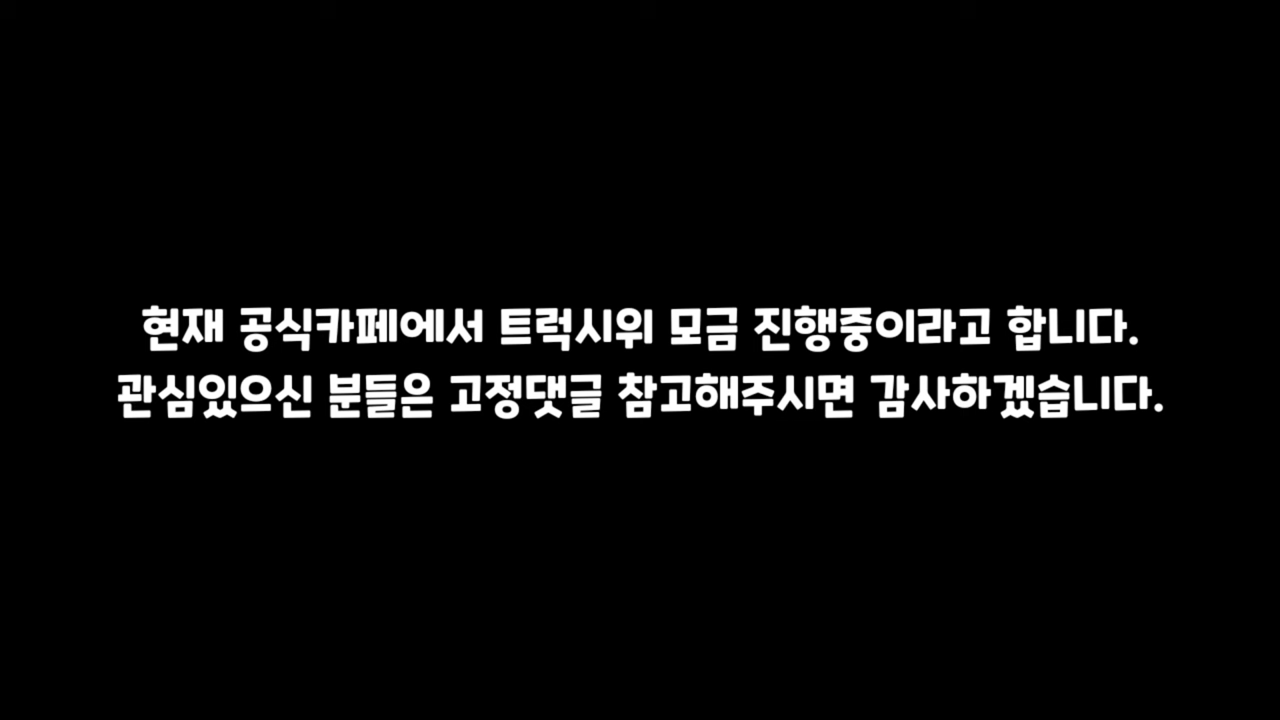 현재 공식카페에서 트럭시위 모금 진행중이라고 합니다.
관심있으신 분들은 고정댓글 참고해주시면 감사하겠습니다.